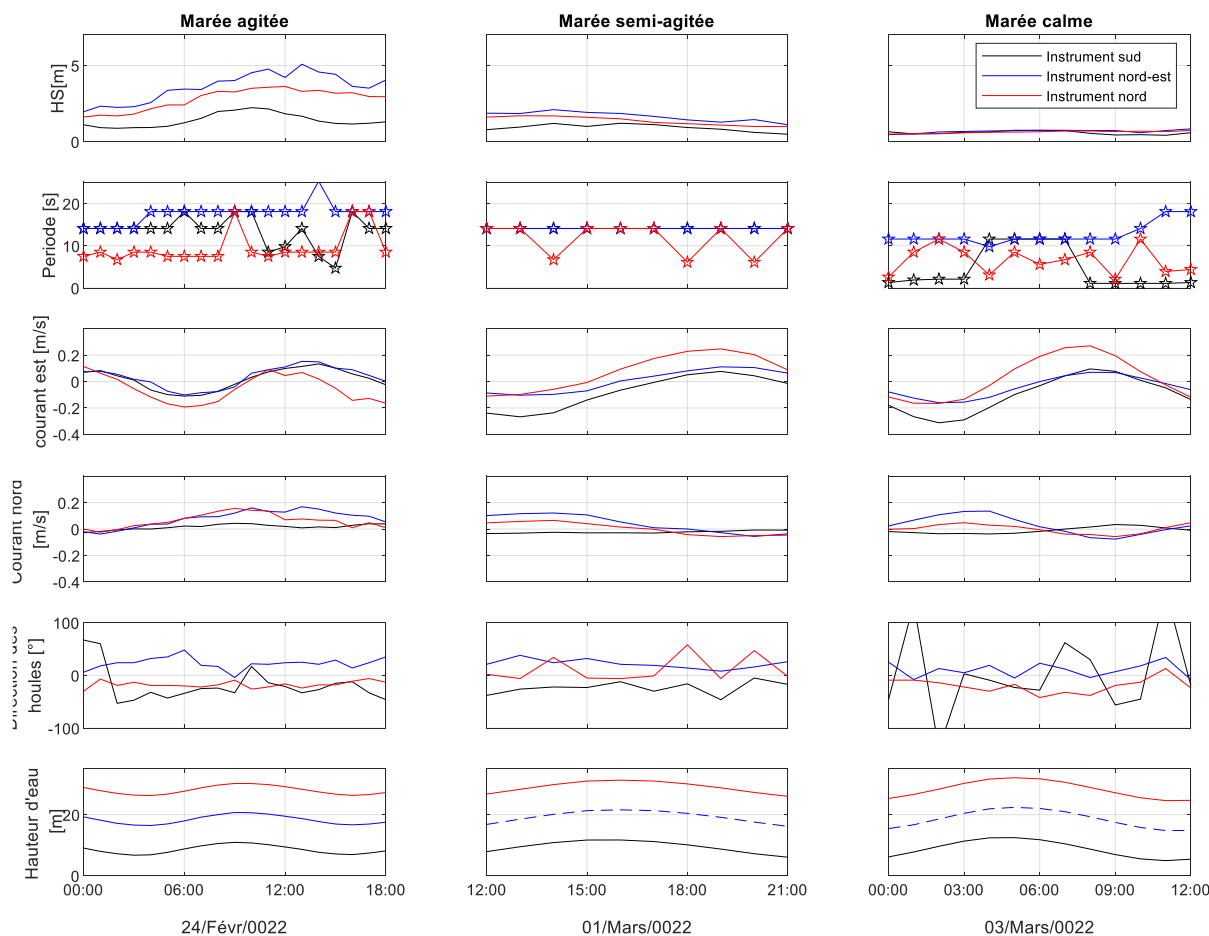 Marée agitée
Marée semi-agitée
Marée calme
HS[m]
5
0
Instrument sud
Instrument nord-est
Instrument nord
Periode [s]
20
10
0
courant est [m/s]
0.2
0
-0.2
-0.4
Courant nord
[m/s]
0.2
0
-0.2
-0.4
houles [°]
100
0
-100
Hauteur d'eau
[m]
20
0
00:00 06:00 12:00 18:00
12:00 15:00 18:00 21:00
00:00 03:00 06:00 09:00 12:00
24/Févr/0022
01/Mars/0022
03/Mars/0022